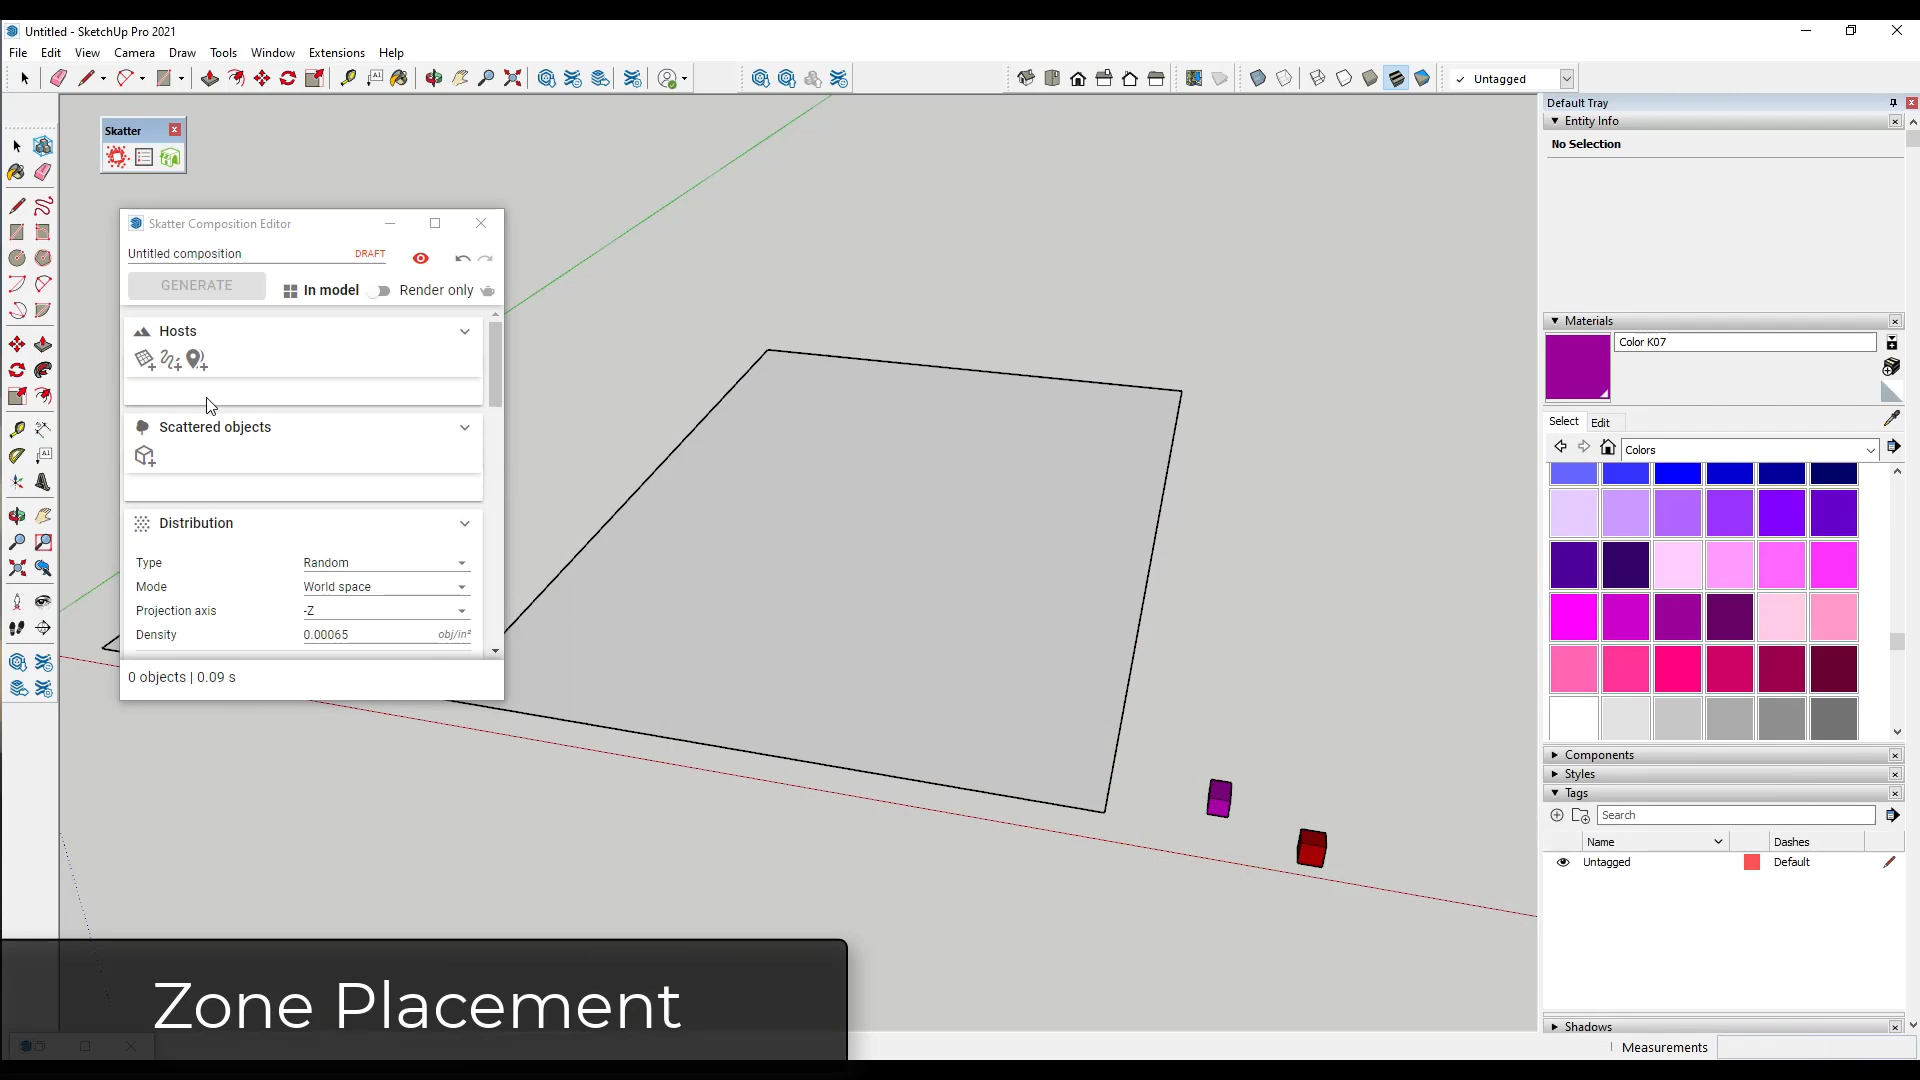 Untitled - SketchUp Pro 2021
File Edit View Camera Draw Tools Window Extensions Help
Untagged
Default Tray
Entity Info
No Selection
Skatter
Skatter Composition Editor
Untitled composition DRAFT
GENERATE In model Render only
Hosts
Scattered objects
Distribution
Type Random
Mode World space
Projection axis -Z
Density 0.00065 obj/in²
0 objects | 0.09 s
Materials
Color K07
Select Edit
Colors
Components
Styles
Tags
Search
Name Dashes
Untagged Default
Shadows
Measurements
Zone Placement